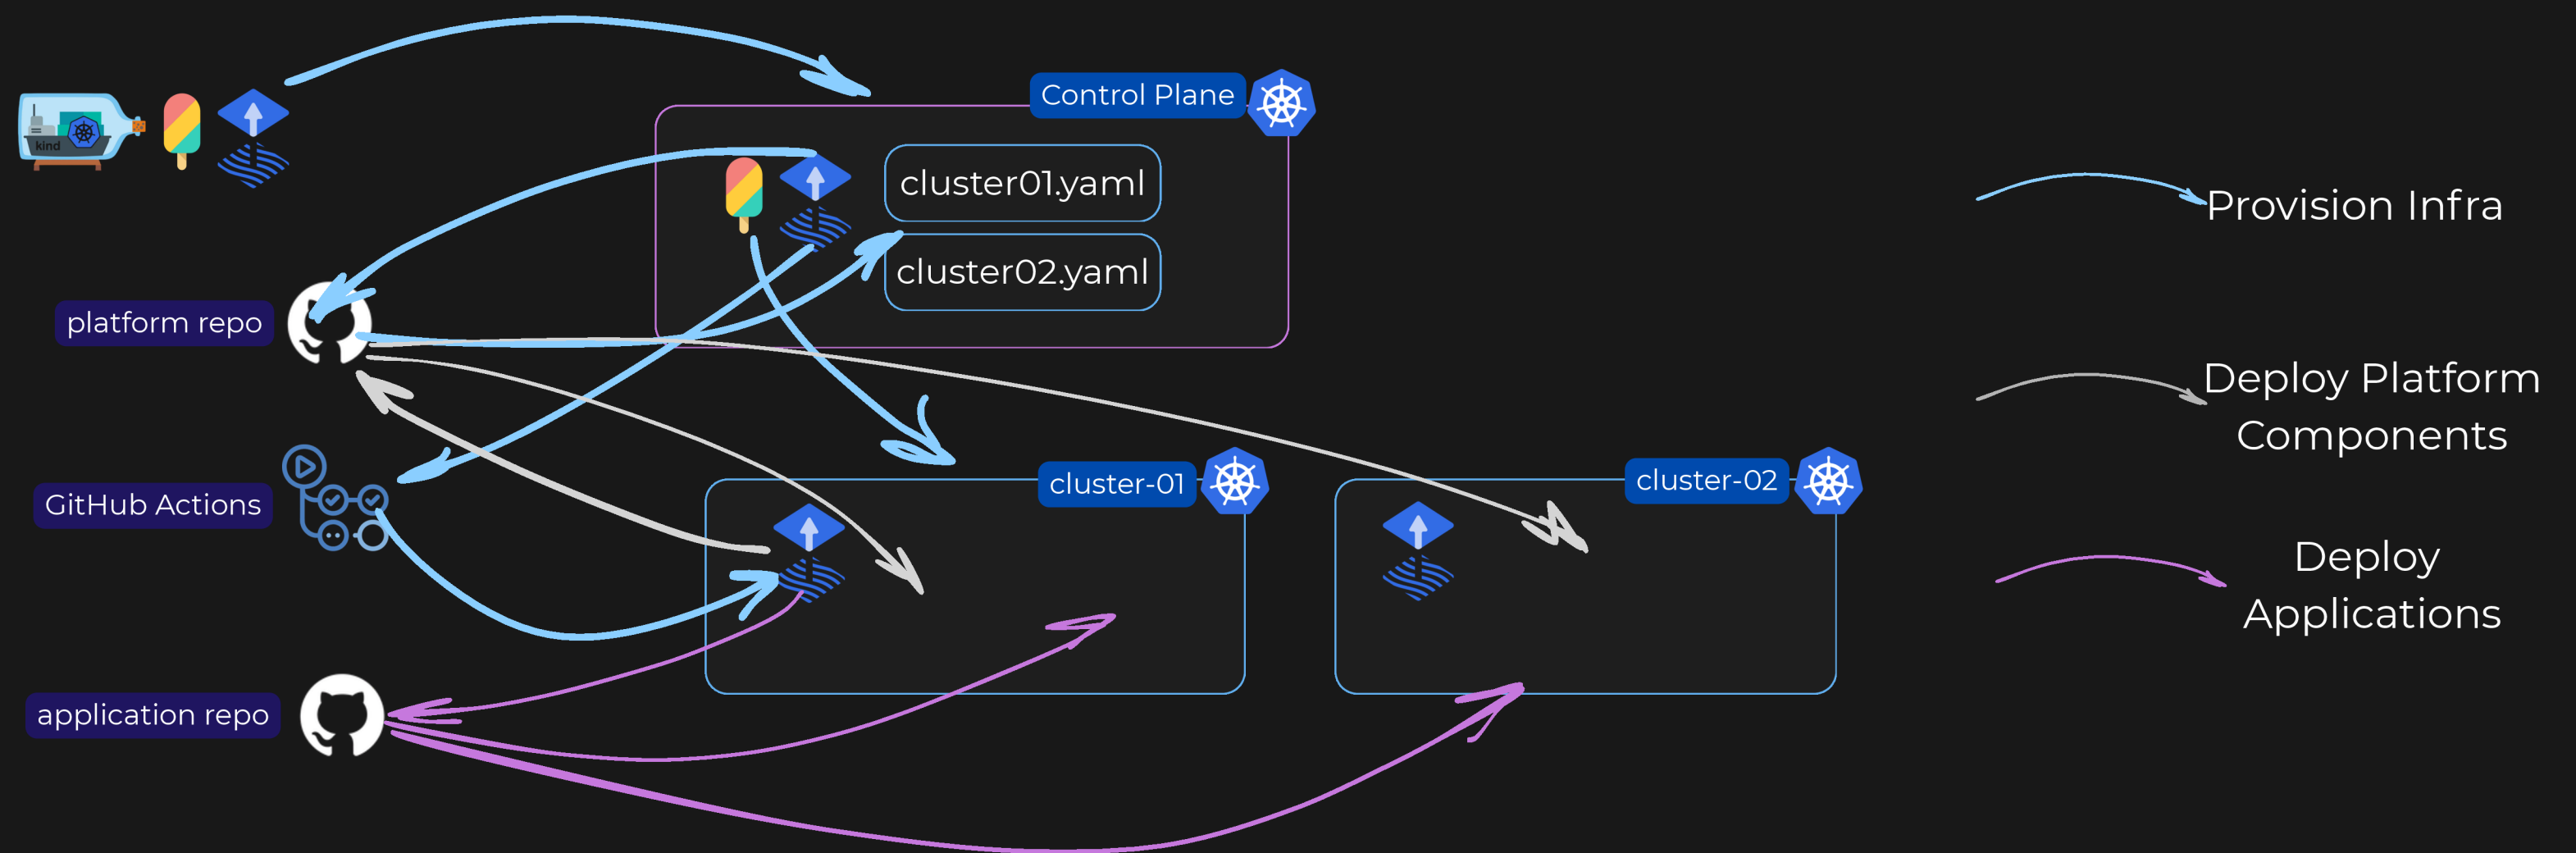 Control Plane
kind
cluster01.yaml
cluster02.yaml
Provision Infra
platform repo
Deploy Platform
Components
GitHub Actions
cluster-01
cluster-02
Deploy
Applications
application repo